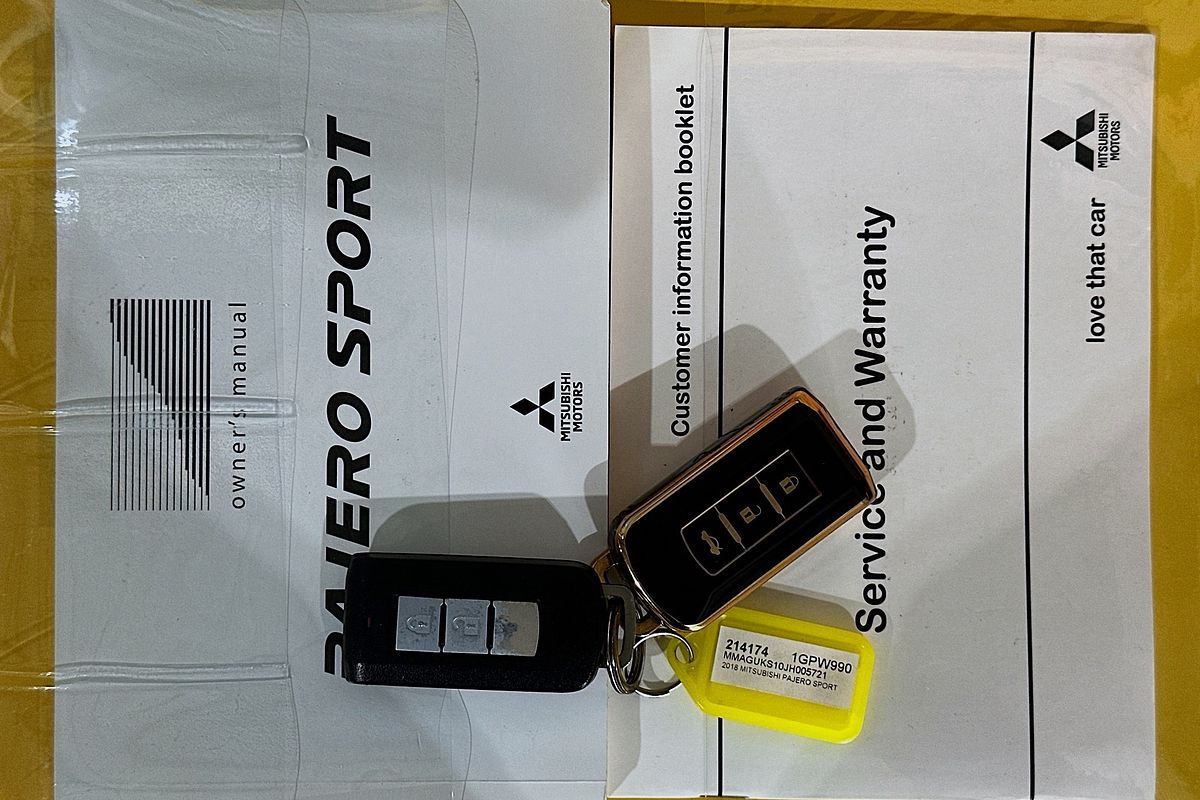 owner's manual
PAJERO SPORT
MITSUBISHI
MOTORS
Customer information booklet
Service and Warranty
love that car
MITSUBISHI
MOTORS
214174 1GPW990
MMAGUKS10JH005721
2018 MITSUBISHI PAJERO SPORT